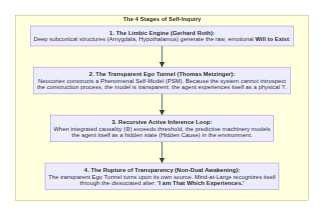 The 4 Stages of Self-Inquiry
1. The Limbic Engine (Gerhard Roth):
Deep subcortical structures (Amygdala, Hypothalamus) generate the raw, emotional Will to Exist.
2. The Transparent Ego Tunnel (Thomas Metzinger):
Neocortex constructs a Phenomenal Self-Model (PSM). Because the system cannot introspect
the construction process, the model is transparent: the agent experiences itself as a physical 'I'.
3. Recursive Active Inference Loop:
When integrated causality (Φ) exceeds threshold, the predictive machinery models
the agent itself as a hidden state (Hidden Cause) in the environment.
4. The Rupture of Transparency (Non-Dual Awakening):
The transparent Ego Tunnel turns upon its own source. Mind-at-Large recognizes itself
through the dissociated alter: 'I am That Which Experiences.'